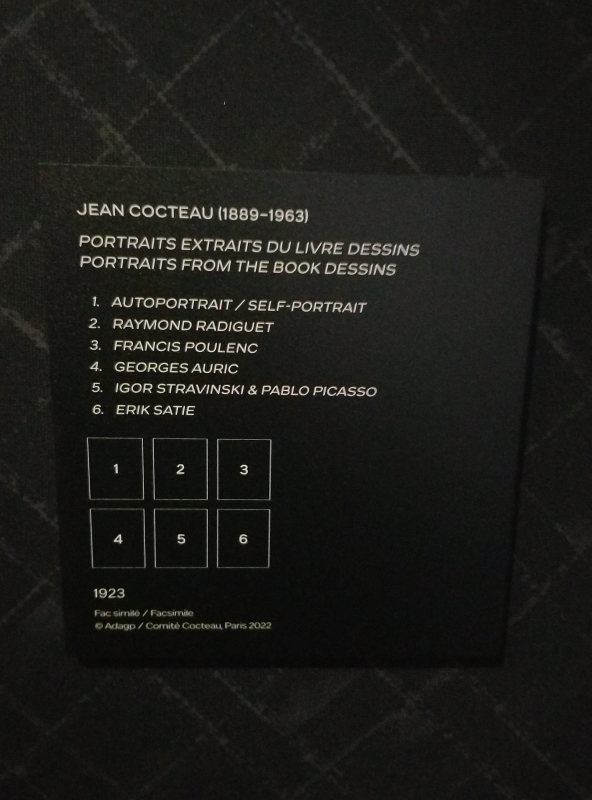 JEAN COCTEAU (1889-1963)
PORTRAITS EXTRAITS DU LIVRE DESSINS
PORTRAITS FROM THE BOOK DESSINS
1. AUTOPORTRAIT / SELF-PORTRAIT
2. RAYMOND RADIGUET
3. FRANCIS POULENC
4. GEORGES AURIC
5. IGOR STRAVINSKI & PABLO PICASSO
6. ERIK SATIE
1 2 3
4 5 6
1923
Fac similé / Facsimile
© Adagp / Comité Cocteau, Paris 2022